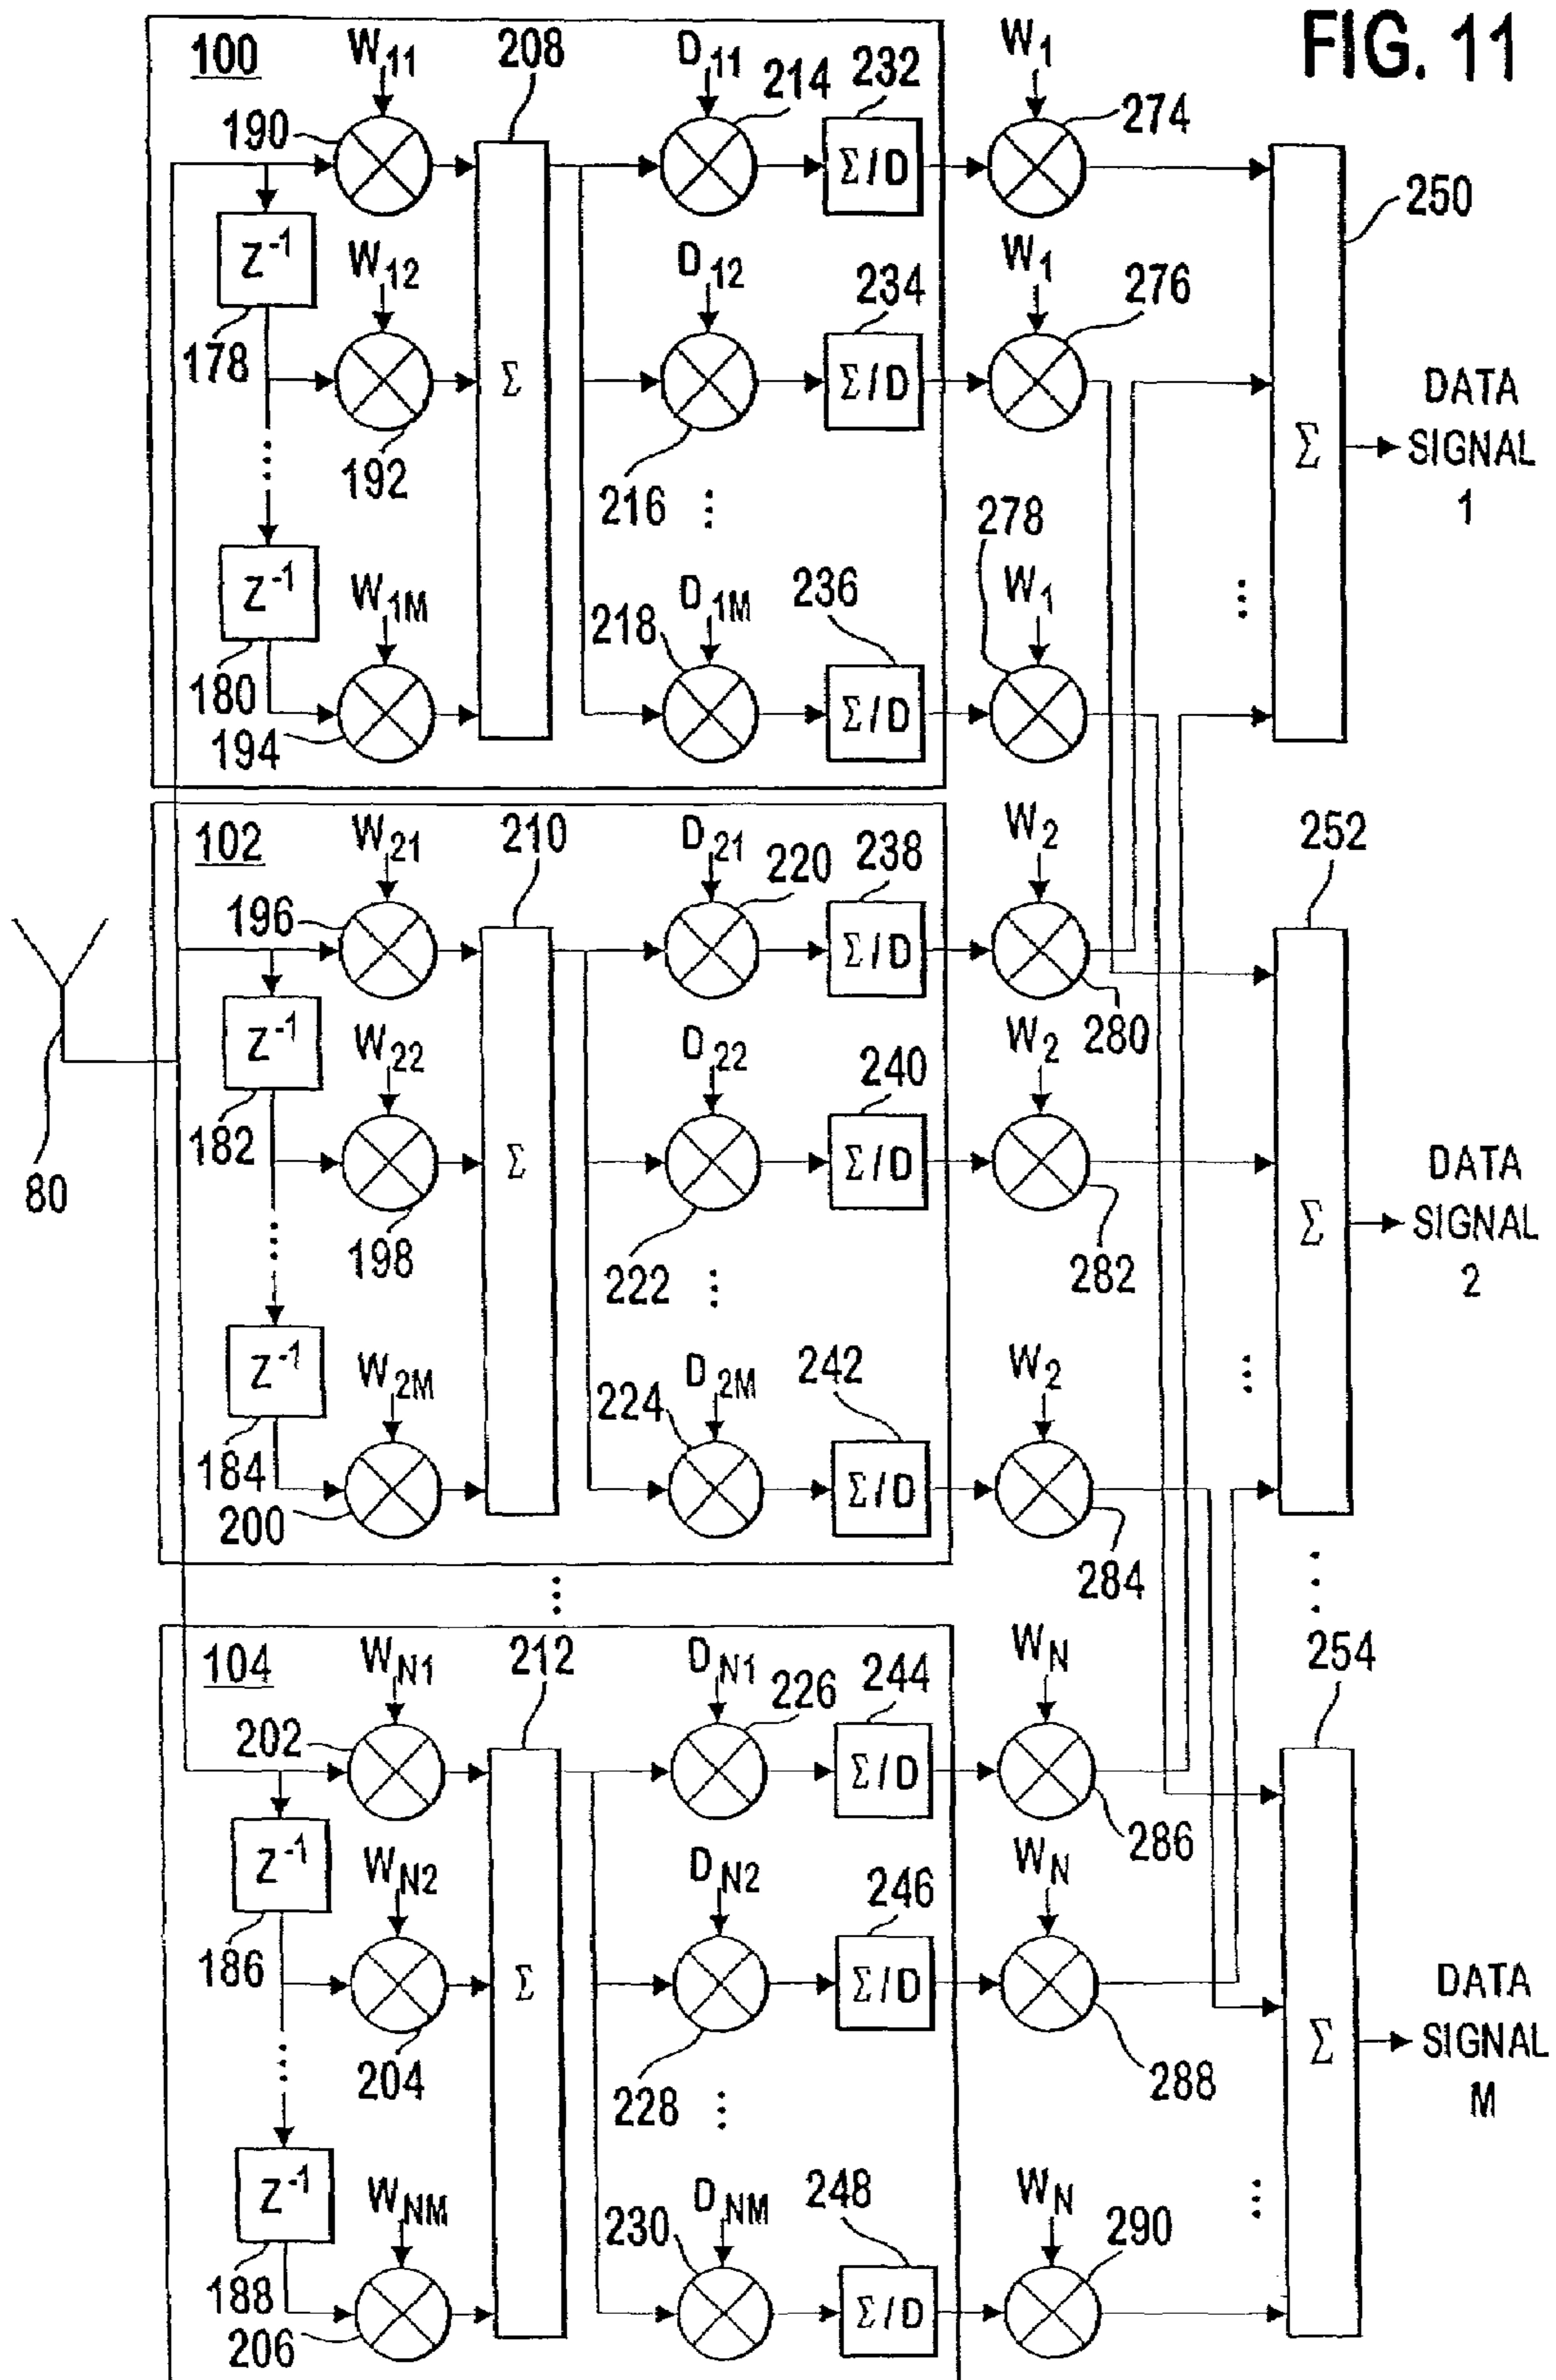 FIG. 11
100 W11 208 D11 214 232 W1 274
190 Σ/D 250
Z-1 W12 D12 234 W1 276
178 Σ Σ/D DATA
192 216 ... 278 Σ SIGNAL
... 1
Z-1 W1M D1M 236 W1 ...
180 218 Σ/D
194
102 W21 210 D21 220 238 W2 252
196 Σ/D
Z-1 W22 D22 240 W2 280
182 Σ Σ/D DATA
80 198 222 ... 282 Σ SIGNAL
... 2
Z-1 W2M D2M 242 W2 ...
184 224 Σ/D
200 284 ...
...
104 WN1 212 DN1 226 244 WN 254
202 Σ/D
Z-1 WN2 DN2 246 WN 286
186 Σ Σ/D DATA
204 228 ... 288 Σ SIGNAL
... M
Z-1 WNM DNM 248 WN ...
188 230 Σ/D 290
206